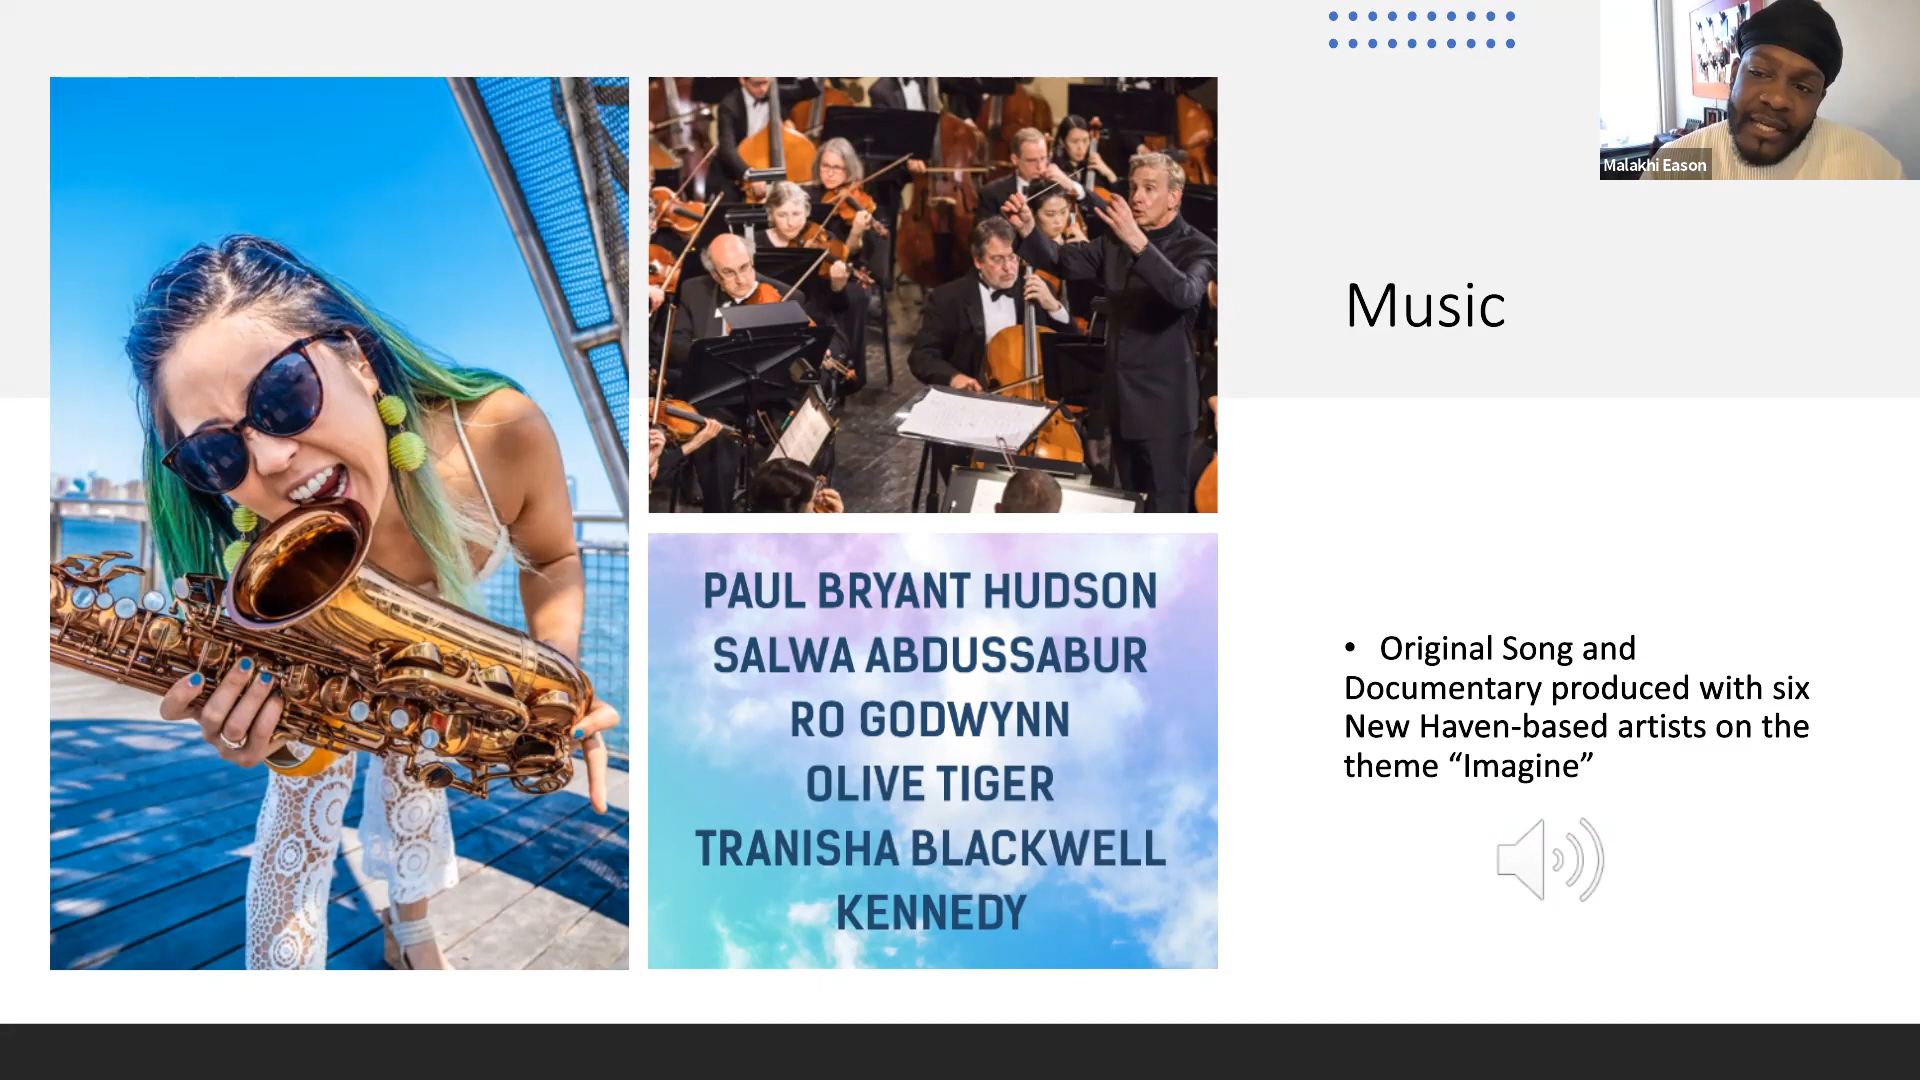 Malakhi Eason
Music
PAUL BRYANT HUDSON
SALWA ABDUSSABUR
RO GODWYNN
OLIVE TIGER
TRANISHA BLACKWELL
KENNEDY
• Original Song and
Documentary produced with six
New Haven-based artists on the
theme “Imagine”